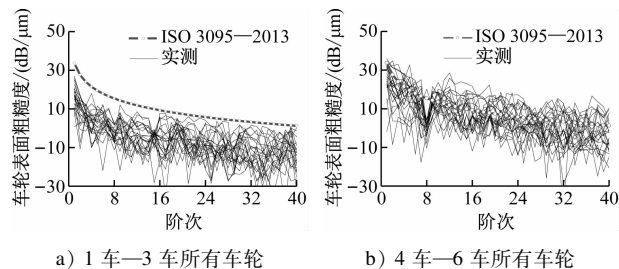 车轮表面粗糙度/(dB/μm)
50
30
10
-10
-30
ISO 3095—2013
实测
0 8 16 24 32 40
阶次
a) 1 车—3 车所有车轮
车轮表面粗糙度/(dB/μm)
50
30
10
-10
-30
ISO 3095—2013
实测
0 8 16 24 32 40
阶次
b) 4 车—6 车所有车轮